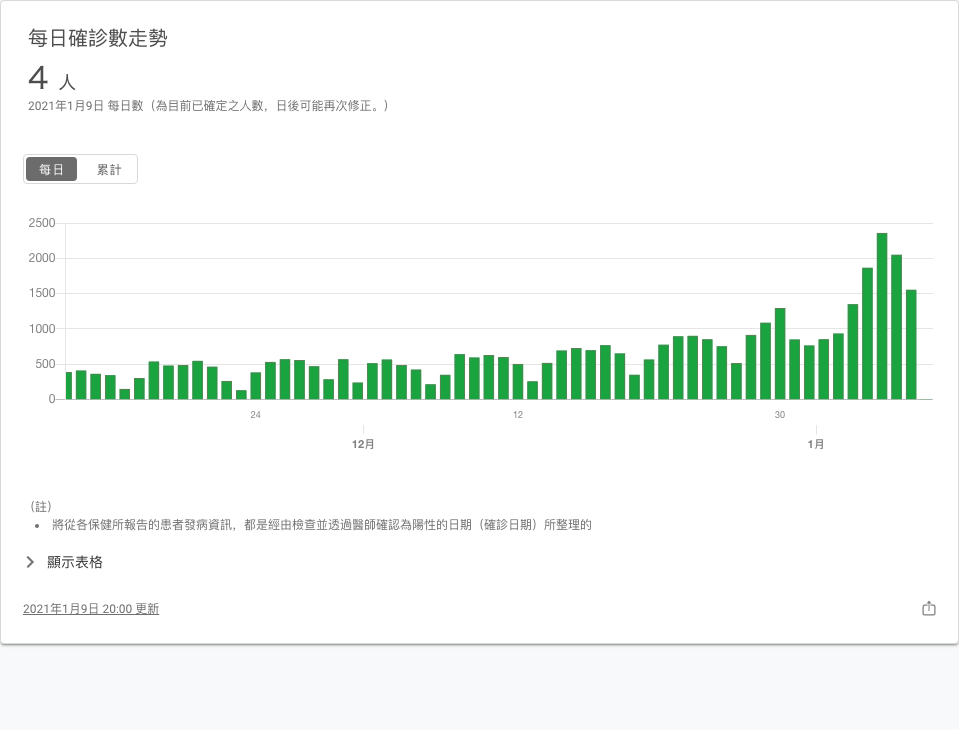 每日確診數走勢
4 人
2021年1月9日 每日數（為目前已確定之人數，日後可能再次修正。）
每日 累計
2500
2000
1500
1000
500
0
24 12 30
12月 1月
（註）
• 將從各保健所報告的患者發病資訊，都是經由檢查並透過醫師確認為陽性的日期（確診日期）所整理的
顯示表格
2021年1月9日 20:00 更新